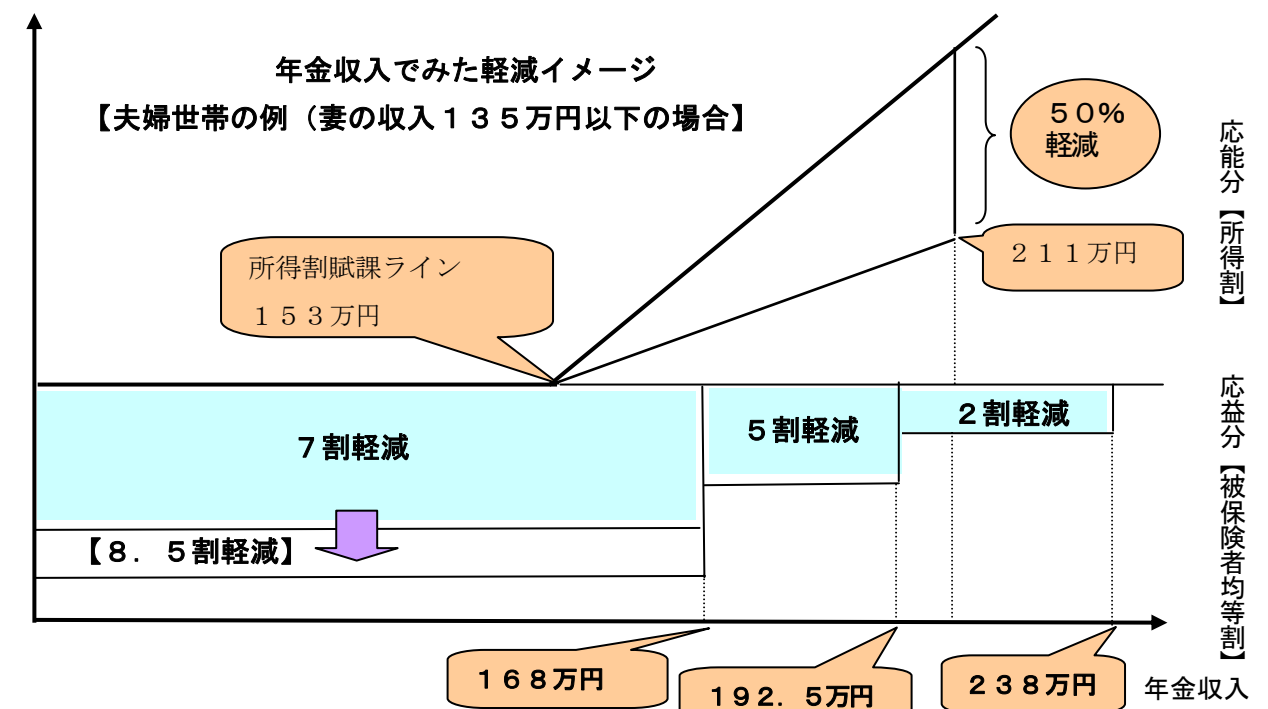 年金収入でみた軽減イメージ
【夫婦世帯の例（妻の収入１３５万円以下の場合】
５０％
軽減
２１１万円
所得割賦課ライン
１５３万円
応能分【所得割】
７割軽減
５割軽減
２割軽減
【８．５割軽減】
応益分【被保険者均等割】
１６８万円
１９２．５万円
２３８万円
年金収入